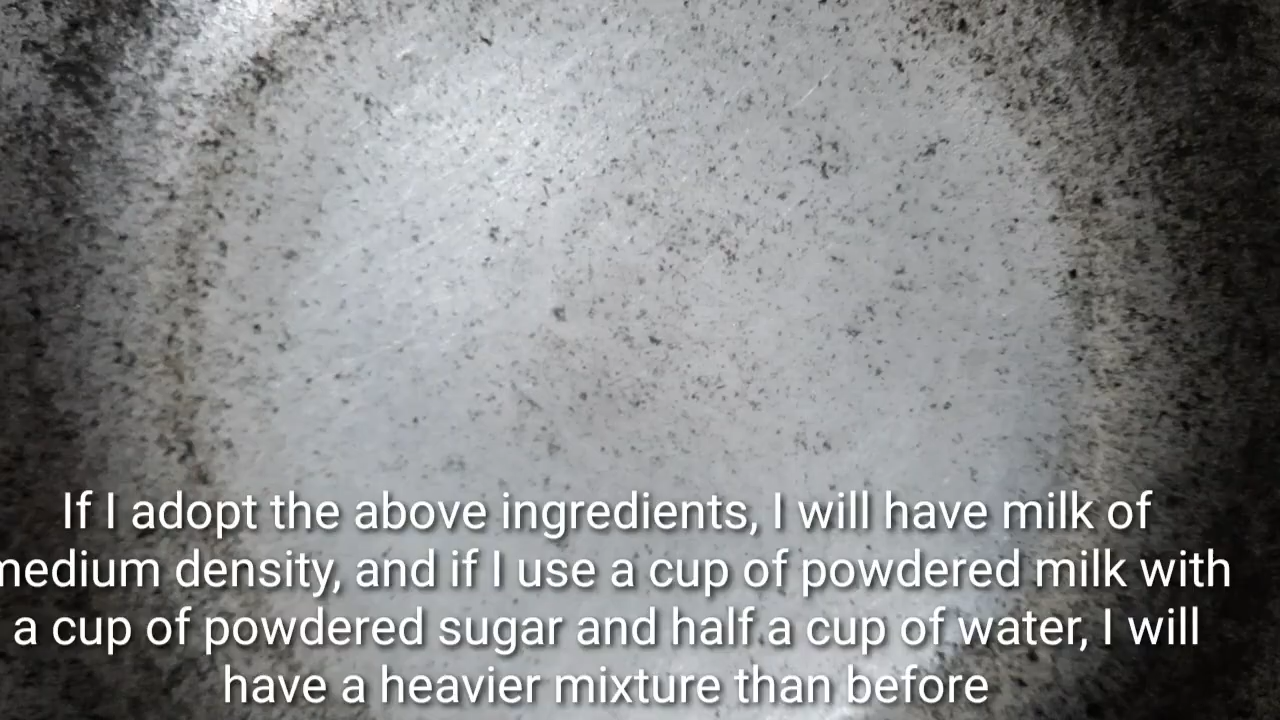 If I adopt the above ingredients, I will have milk of
medium density, and if I use a cup of powdered milk with
a cup of powdered sugar and half a cup of water, I will
have a heavier mixture than before